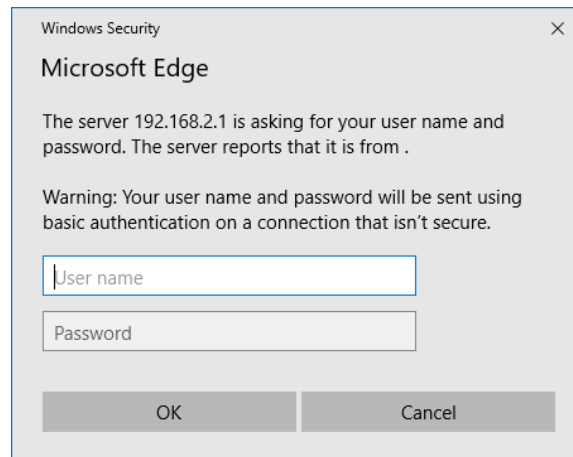 Windows Security
Microsoft Edge
The server 192.168.2.1 is asking for your user name and
password. The server reports that it is from .
Warning: Your user name and password will be sent using
basic authentication on a connection that isn’t secure.
User name
Password
OK
Cancel